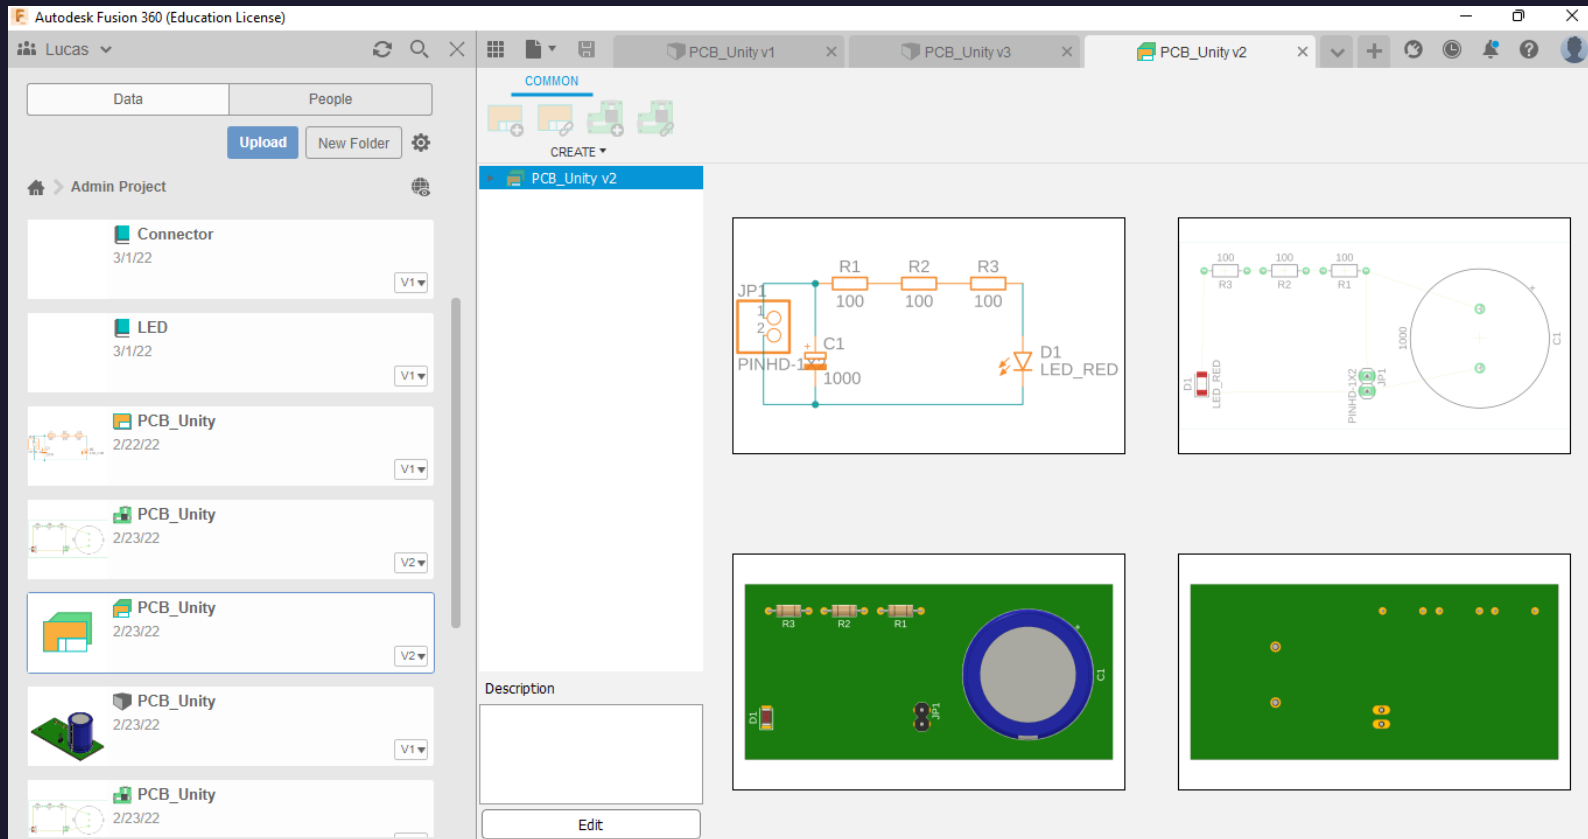 Autodesk Fusion 360 (Education License)
Lucas
PCB_Unity v1
PCB_Unity v3
PCB_Unity v2
Data
People
Upload
New Folder
Admin Project
Connector
3/1/22
V1
LED
3/1/22
V1
PCB_Unity
2/22/22
V1
PCB_Unity
2/23/22
V2
PCB_Unity
2/23/22
V2
PCB_Unity
2/23/22
V1
PCB_Unity
2/23/22
COMMON
CREATE
PCB_Unity v2
Description
Edit
R1
R2
R3
100
100
100
JP1
1
2
PINHD-1X2
C1
+
1000
D1
LED_RED
100
100
100
R3
R2
R1
1000
C1
D1
LED_RED
PINHD-1X2
JP1
R3
R2
R1
C1
D1
JP1